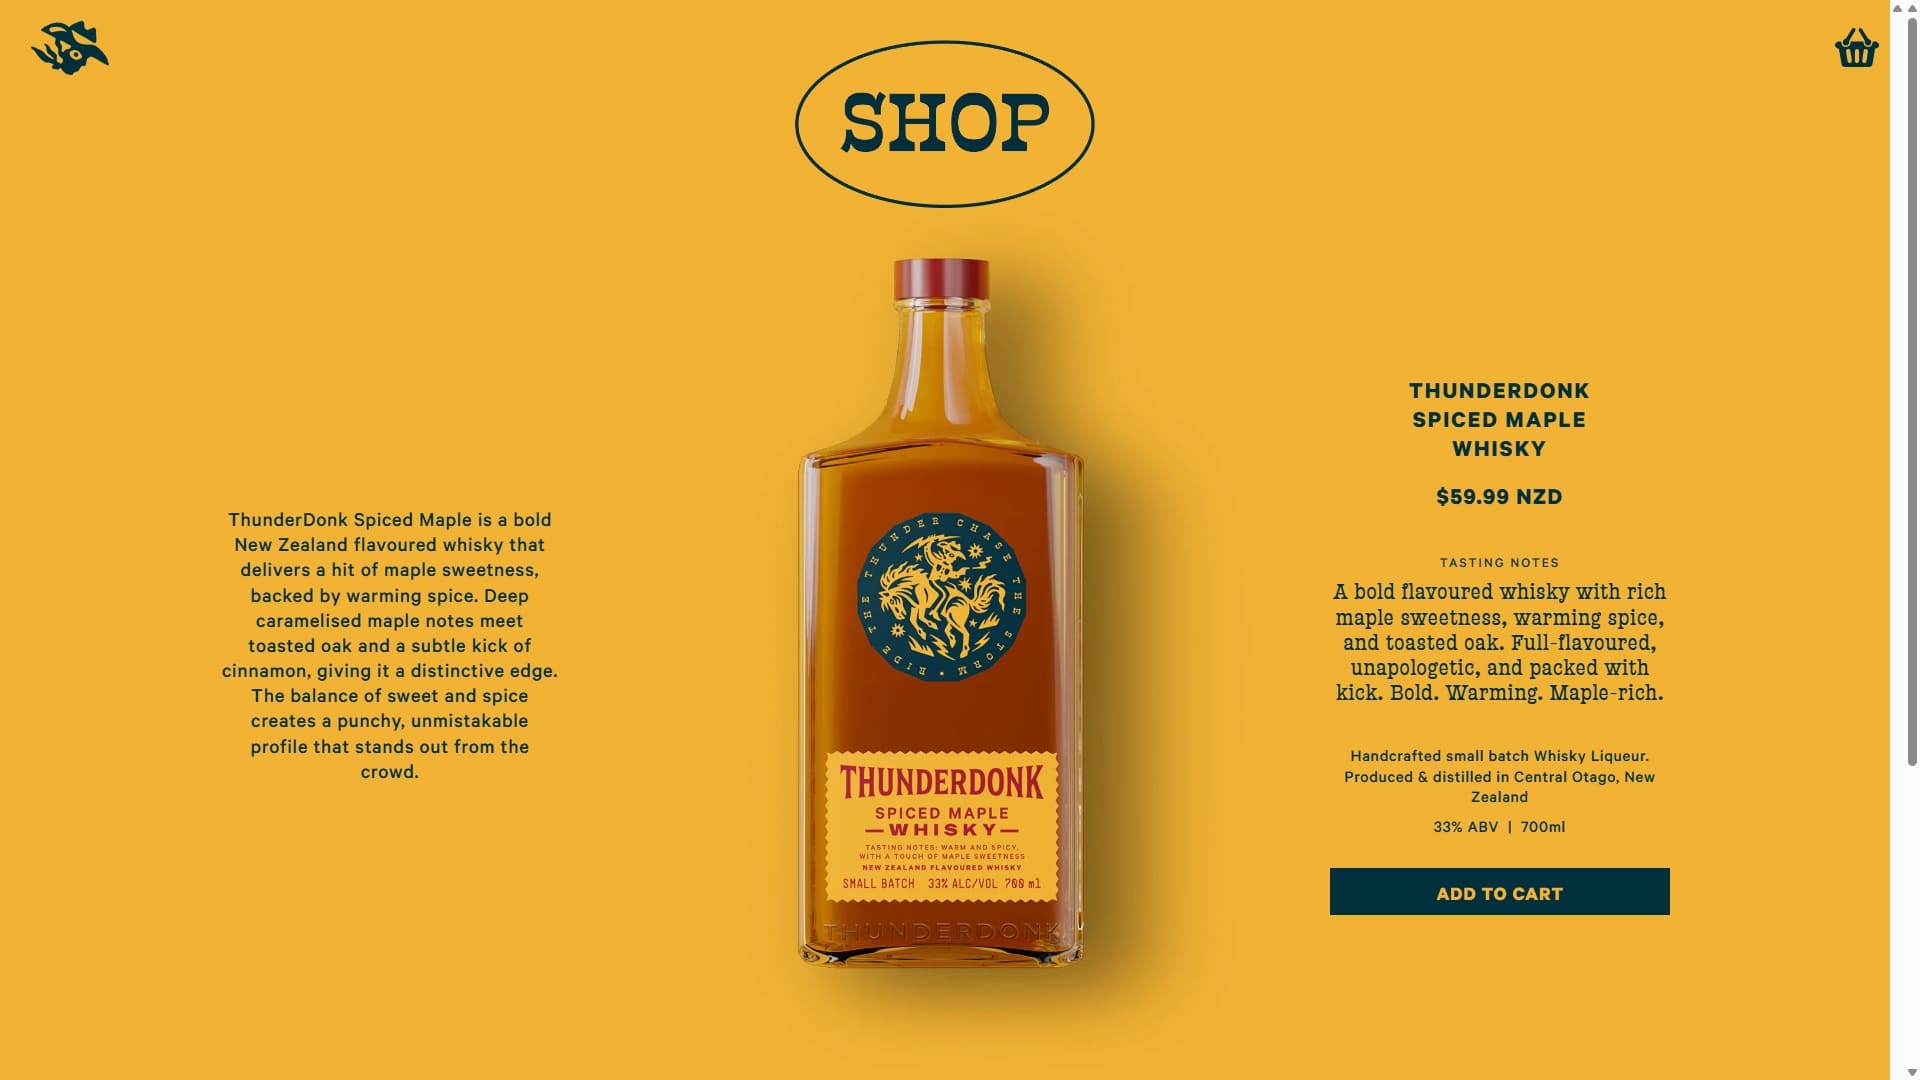 SHOP
ThunderDonk Spiced Maple is a bold
New Zealand flavoured whisky that
delivers a hit of maple sweetness,
backed by warming spice. Deep
caramelised maple notes meet
toasted oak and a subtle kick of
cinnamon, giving it a distinctive edge.
The balance of sweet and spice
creates a punchy, unmistakable
profile that stands out from the
crowd.
RIDE THE THUNDER CHASE THE STORM •
THUNDERDONK
SPICED MAPLE
—WHISKY—
TASTING NOTES: WARM AND SPICY,
WITH A TOUCH OF MAPLE SWEETNESS
NEW ZEALAND FLAVOURED WHISKY
SMALL BATCH 33% ALC/VOL 700 ml
THUNDERDONK
THUNDERDONK
SPICED MAPLE
WHISKY
$59.99 NZD
TASTING NOTES
A bold flavoured whisky with rich
maple sweetness, warming spice,
and toasted oak. Full-flavoured,
unapologetic, and packed with
kick. Bold. Warming. Maple-rich.
Handcrafted small batch Whisky Liqueur.
Produced & distilled in Central Otago, New
Zealand
33% ABV | 700ml
ADD TO CART